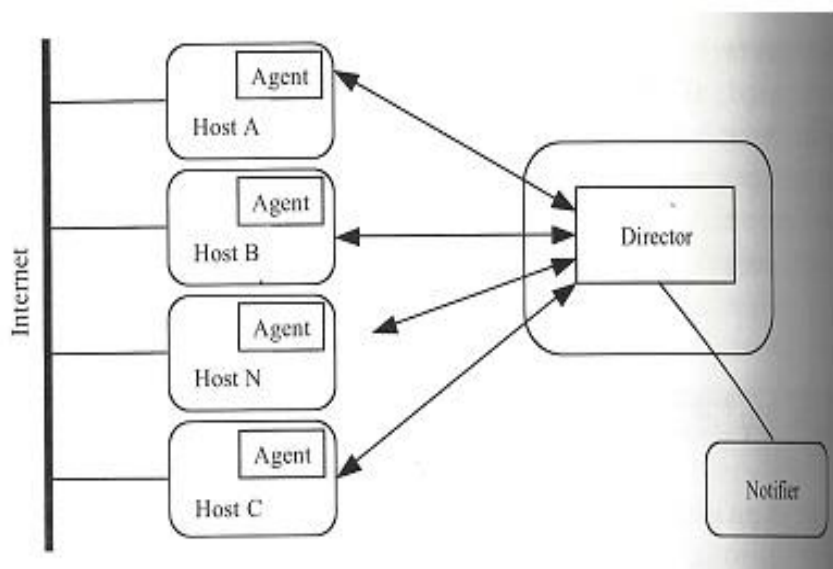 Internet
Agent
Host A
Agent
Host B
Agent
Host N
Agent
Host C
Director
Notifier